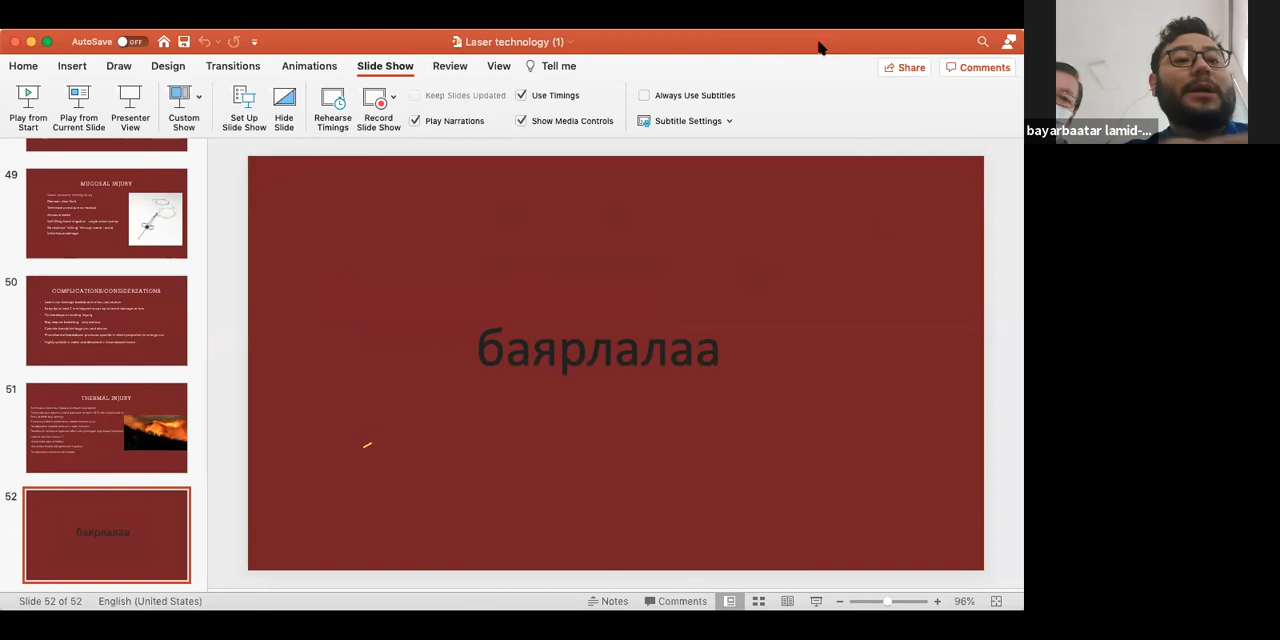 AutoSave OFF
Laser technology (1)
Home Insert Draw Design Transitions Animations Slide Show Review View Tell me
Share Comments
Play from Start
Play from Current Slide
Presenter View
Custom Show
Set Up Slide Show
Hide Slide
Rehearse Timings
Record Slide Show
Keep Slides Updated
Play Narrations
Use Timings
Show Media Controls
Always Use Subtitles
Subtitle Settings
49
MUCOSAL INJURY
50
COMPLICATIONS/CONSIDERATIONS
51
THERMAL INJURY
52
баярлалаа
баярлалаа
Slide 52 of 52 English (United States)
Notes Comments 96%
bayarbaatar lamid-...